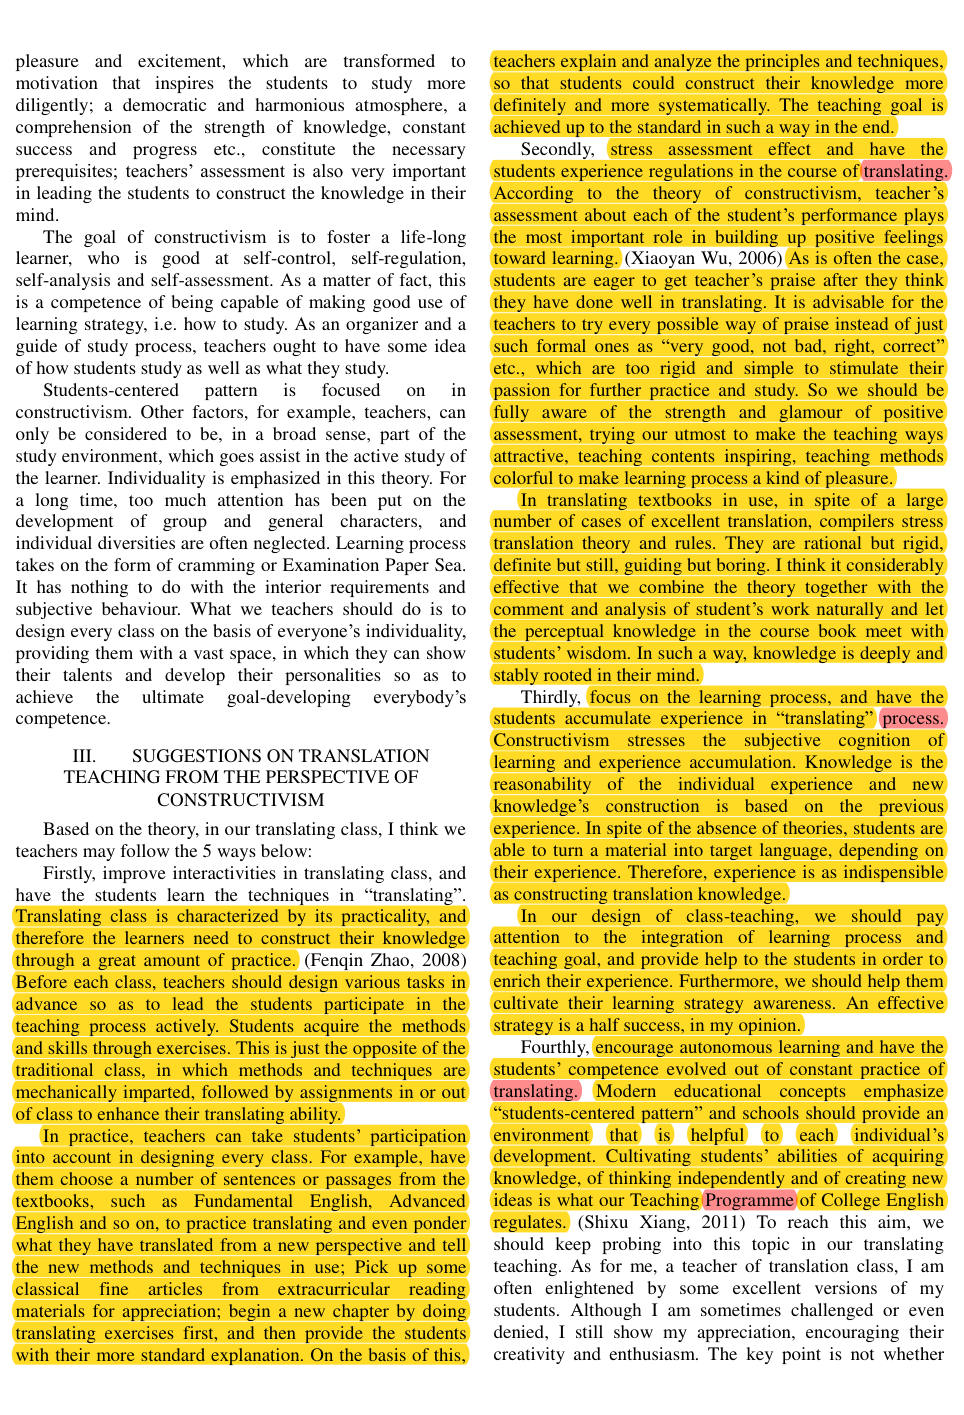 pleasure and excitement, which are transformed to
motivation that inspires the students to study more
diligently; a democratic and harmonious atmosphere, a
comprehension of the strength of knowledge, constant
success and progress etc., constitute the necessary
prerequisites; teachers' assessment is also very important
in leading the students to construct the knowledge in their
mind.
The goal of constructivism is to foster a life-long
learner, who is good at self-control, self-regulation,
self-analysis and self-assessment. As a matter of fact, this
is a competence of being capable of making good use of
learning strategy, i.e. how to study. As an organizer and a
guide of study process, teachers ought to have some idea
of how students study as well as what they study.
Students-centered pattern is focused on in
constructivism. Other factors, for example, teachers, can
only be considered to be, in a broad sense, part of the
study environment, which goes assist in the active study of
the learner. Individuality is emphasized in this theory. For
a long time, too much attention has been put on the
development of group and general characters, and
individual diversities are often neglected. Learning process
takes on the form of cramming or Examination Paper Sea.
It has nothing to do with the interior requirements and
subjective behaviour. What we teachers should do is to
design every class on the basis of everyone's individuality,
providing them with a vast space, in which they can show
their talents and develop their personalities so as to
achieve the ultimate goal-developing everybody's
competence.
III. SUGGESTIONS ON TRANSLATION
TEACHING FROM THE PERSPECTIVE OF
CONSTRUCTIVISM
Based on the theory, in our translating class, I think we
teachers may follow the 5 ways below:
Firstly, improve interactivities in translating class, and
have the students learn the techniques in “translating”.
Translating class is characterized by its practicality, and
therefore the learners need to construct their knowledge
through a great amount of practice. (Fenqin Zhao, 2008)
Before each class, teachers should design various tasks in
advance so as to lead the students participate in the
teaching process actively. Students acquire the methods
and skills through exercises. This is just the opposite of the
traditional class, in which methods and techniques are
mechanically imparted, followed by assignments in or out
of class to enhance their translating ability.
In practice, teachers can take students' participation
into account in designing every class. For example, have
them choose a number of sentences or passages from the
textbooks, such as Fundamental English, Advanced
English and so on, to practice translating and even ponder
what they have translated from a new perspective and tell
the new methods and techniques in use; Pick up some
classical fine articles from extracurricular reading
materials for appreciation; begin a new chapter by doing
translating exercises first, and then provide the students
with their more standard explanation. On the basis of this,
teachers explain and analyze the principles and techniques,
so that students could construct their knowledge more
definitely and more systematically. The teaching goal is
achieved up to the standard in such a way in the end.
Secondly, stress assessment effect and have the
students experience regulations in the course of translating.
According to the theory of constructivism, teacher's
assessment about each of the student's performance plays
the most important role in building up positive feelings
toward learning. (Xiaoyan Wu, 2006) As is often the case,
students are eager to get teacher's praise after they think
they have done well in translating. It is advisable for the
teachers to try every possible way of praise instead of just
such formal ones as “very good, not bad, right, correct”
etc., which are too rigid and simple to stimulate their
passion for further practice and study. So we should be
fully aware of the strength and glamour of positive
assessment, trying our utmost to make the teaching ways
attractive, teaching contents inspiring, teaching methods
colorful to make learning process a kind of pleasure.
In translating textbooks in use, in spite of a large
number of cases of excellent translation, compilers stress
translation theory and rules. They are rational but rigid,
definite but still, guiding but boring. I think it considerably
effective that we combine the theory together with the
comment and analysis of student's work naturally and let
the perceptual knowledge in the course book meet with
students' wisdom. In such a way, knowledge is deeply and
stably rooted in their mind.
Thirdly, focus on the learning process, and have the
students accumulate experience in “translating” process.
Constructivism stresses the subjective cognition of
learning and experience accumulation. Knowledge is the
reasonability of the individual experience and new
knowledge's construction is based on the previous
experience. In spite of the absence of theories, students are
able to turn a material into target language, depending on
their experience. Therefore, experience is as indispensible
as constructing translation knowledge.
In our design of class-teaching, we should pay
attention to the integration of learning process and
teaching goal, and provide help to the students in order to
enrich their experience. Furthermore, we should help them
cultivate their learning strategy awareness. An effective
strategy is a half success, in my opinion.
Fourthly, encourage autonomous learning and have the
students' competence evolved out of constant practice of
translating. Modern educational concepts emphasize
“students-centered pattern” and schools should provide an
environment that is helpful to each individual's
development. Cultivating students' abilities of acquiring
knowledge, of thinking independently and of creating new
ideas is what our Teaching Programme of College English
regulates. (Shixu Xiang, 2011) To reach this aim, we
should keep probing into this topic in our translating
teaching. As for me, a teacher of translation class, I am
often enlightened by some excellent versions of my
students. Although I am sometimes challenged or even
denied, I still show my appreciation, encouraging their
creativity and enthusiasm. The key point is not whether